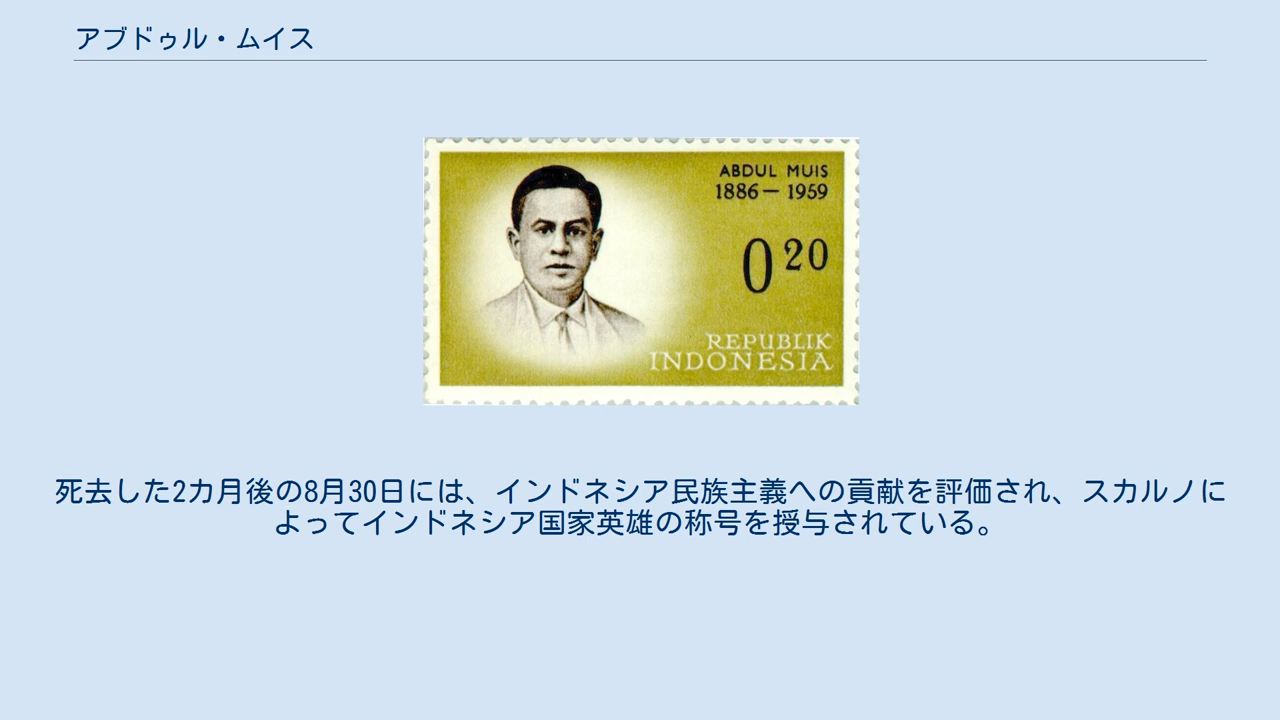 アブドゥル・ムイス
ABDUL MUIS
1886 — 1959
0 20
REPUBLIK
INDONESIA
死去した2カ月後の8月30日には、インドネシア民族主義への貢献を評価され、スカルノに
よってインドネシア国家英雄の称号を授与されている。